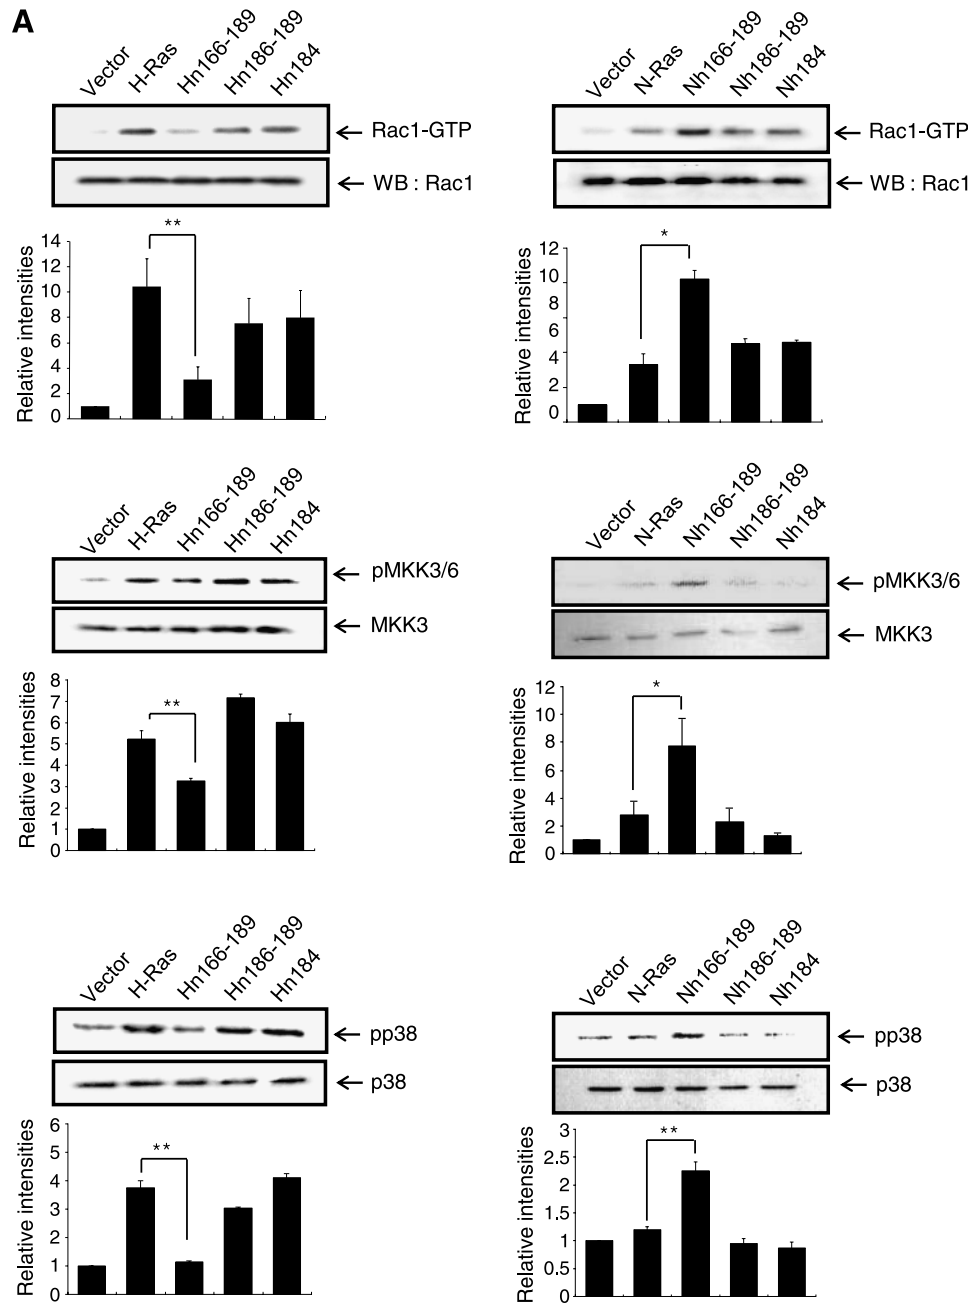 A
Vector H-Ras Hn166-189 Hn186-189 Hn184
Rac1-GTP
WB : Rac1
**
Relative intensities
14
12
10
8
6
4
2
0
Vector N-Ras Nh166-189 Nh186-189 Nh184
Rac1-GTP
WB : Rac1
*
Relative intensities
12
10
8
6
4
2
0
Vector H-Ras Hn166-189 Hn186-189 Hn184
pMKK3/6
MKK3
**
Relative intensities
8
7
6
5
4
3
2
1
0
Vector N-Ras Nh166-189 Nh186-189 Nh184
pMKK3/6
MKK3
*
Relative intensities
12
10
8
6
4
2
0
Vector H-Ras Hn166-189 Hn186-189 Hn184
pp38
p38
**
Relative intensities
6
5
4
3
2
1
0
Vector N-Ras Nh166-189 Nh186-189 Nh184
pp38
p38
**
Relative intensities
3
2.5
2
1.5
1
0.5
0